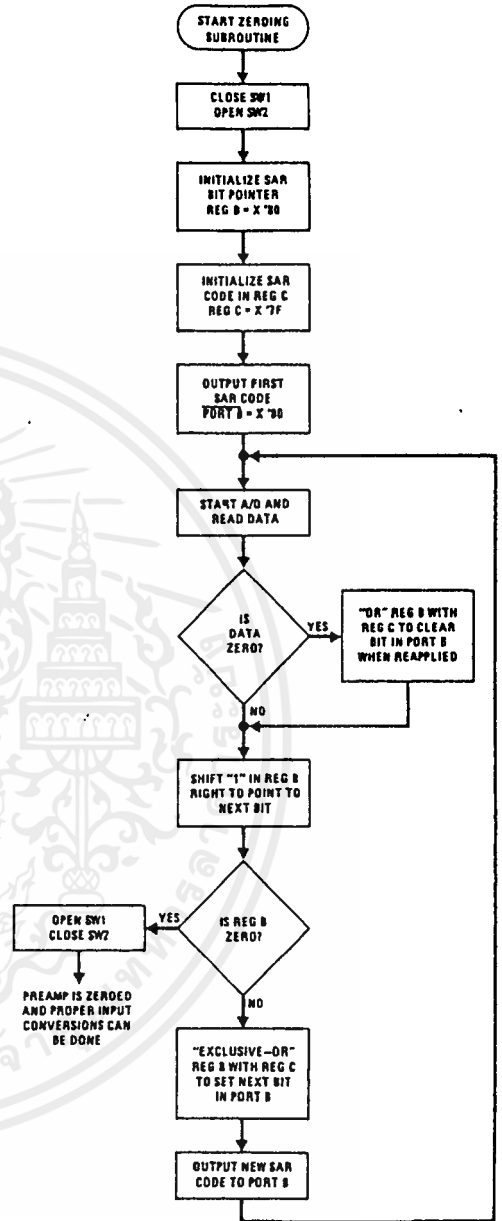 START ZEROING
SUBROUTINE
CLOSE SW1
OPEN SW2
INITIALIZE SAR
BIT POINTER
REG B = X '80
INITIALIZE SAR
CODE IN REG C
REG C = X '7F
OUTPUT FIRST
SAR CODE
PORT B = X '80
START A/D AND
READ DATA
IS
DATA
ZERO?
YES
"OR" REG B WITH
REG C TO CLEAR
BIT IN PORT B
WHEN REAPPLIED
NO
SHIFT "1" IN REG B
RIGHT TO POINT TO
NEXT BIT
IS REG B
ZERO?
YES
OPEN SW1
CLOSE SW2
PREAMP IS ZEROED
AND PROPER INPUT
CONVERSIONS CAN
BE DONE
NO
"EXCLUSIVE-OR"
REG B WITH REG C
TO SET NEXT BIT
IN PORT B
OUTPUT NEW SAR
CODE TO PORT B